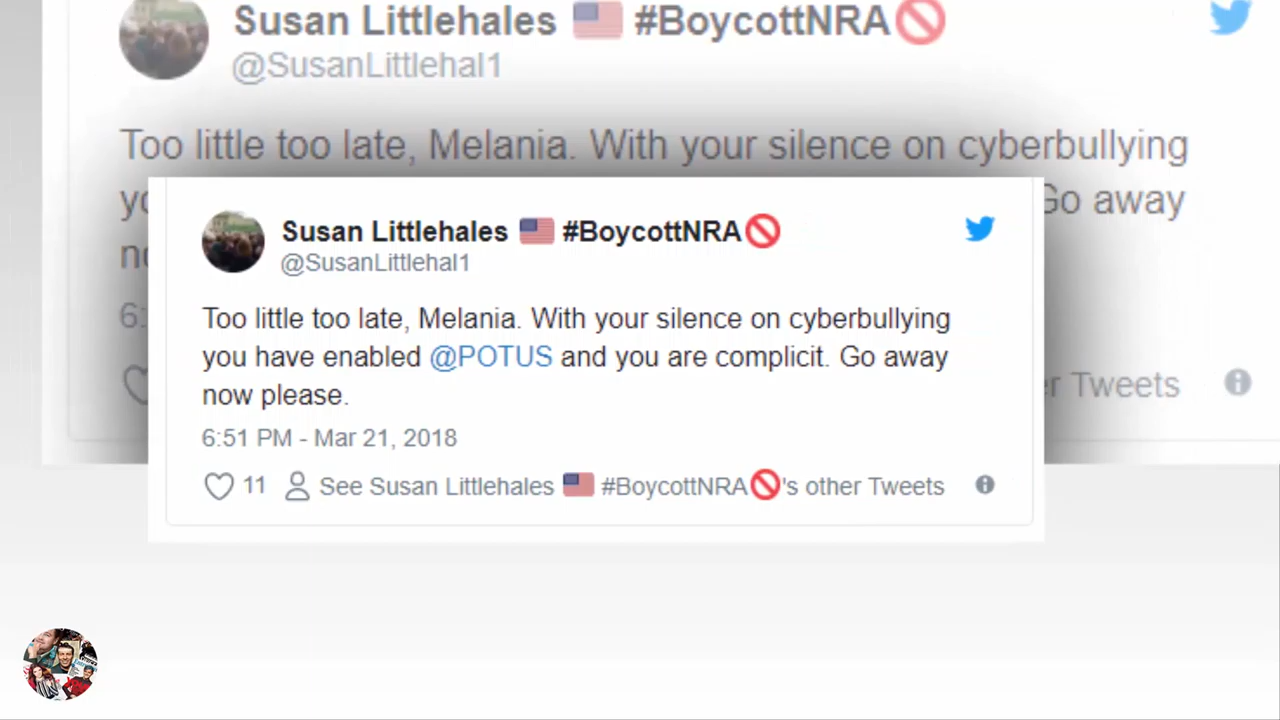 Susan Littlehales 🇺🇸 #BoycottNRA🚫
@SusanLittlehal1
Too little too late, Melania. With your silence on cyberbullying
Go away
6:
er Tweets
Susan Littlehales 🇺🇸 #BoycottNRA🚫
@SusanLittlehal1
Too little too late, Melania. With your silence on cyberbullying
you have enabled @POTUS and you are complicit. Go away
now please.
6:51 PM - Mar 21, 2018
11 See Susan Littlehales 🇺🇸 #BoycottNRA🚫's other Tweets